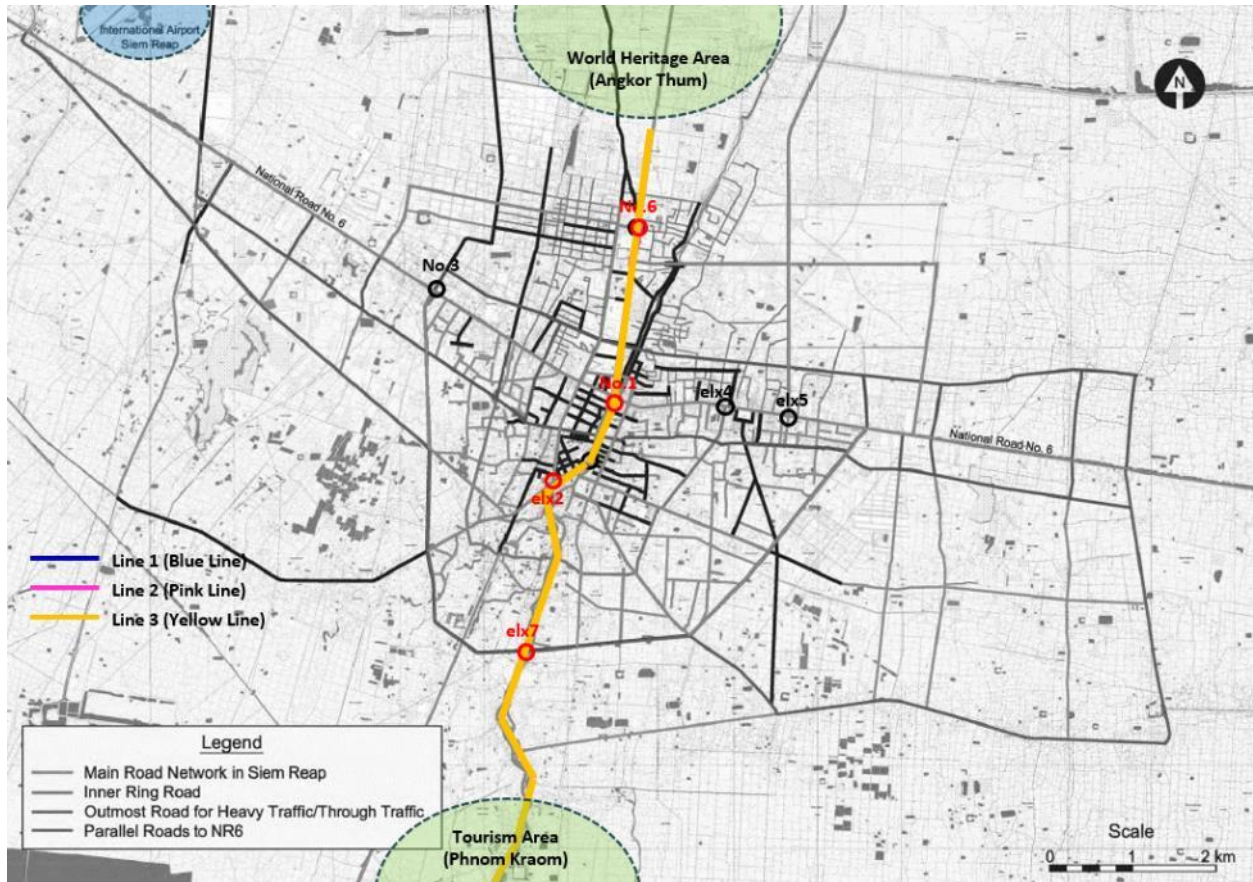 International Airport
Siem Reap
World Heritage Area
(Angkor Thum)
N
National Road No. 6
No.6
No.3
No.1
elx4
elx5
National Road No. 6
elx2
Line 1 (Blue Line)
Line 2 (Pink Line)
Line 3 (Yellow Line)
elx7
Legend
Main Road Network in Siem Reap
Inner Ring Road
Outmost Road for Heavy Traffic/Through Traffic
Parallel Roads to NR6
Tourism Area
(Phnom Kraom)
Scale
0 1 2 km